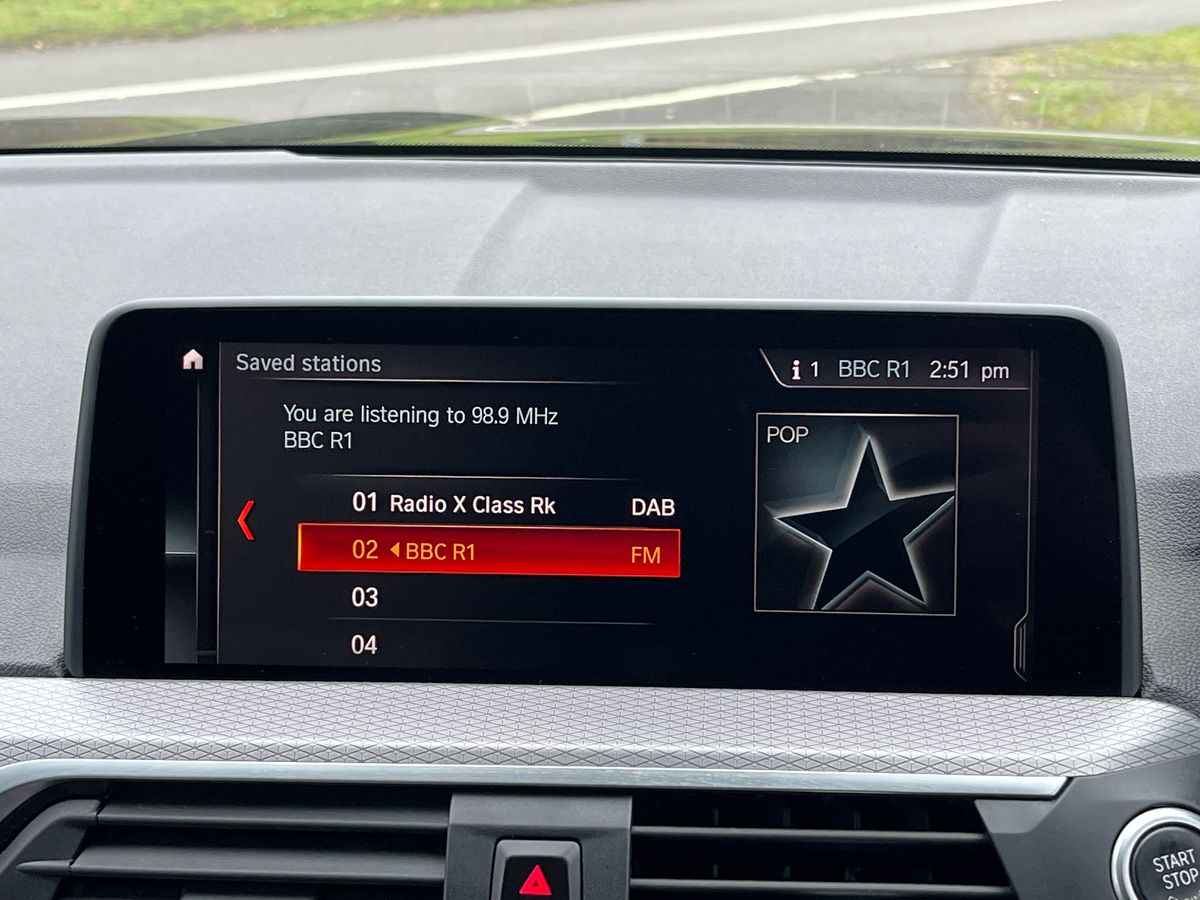 Saved stations
i 1 BBC R1 2:51 pm
You are listening to 98.9 MHz
BBC R1
POP
01 Radio X Class Rk DAB
02 BBC R1 FM
03
04
START
STOP